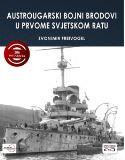 AUSTROUGARSKI BOJNI BRODOVI
U PRVOME SVJETSKOM RATU
ZVONIMIR FREIVOGEL